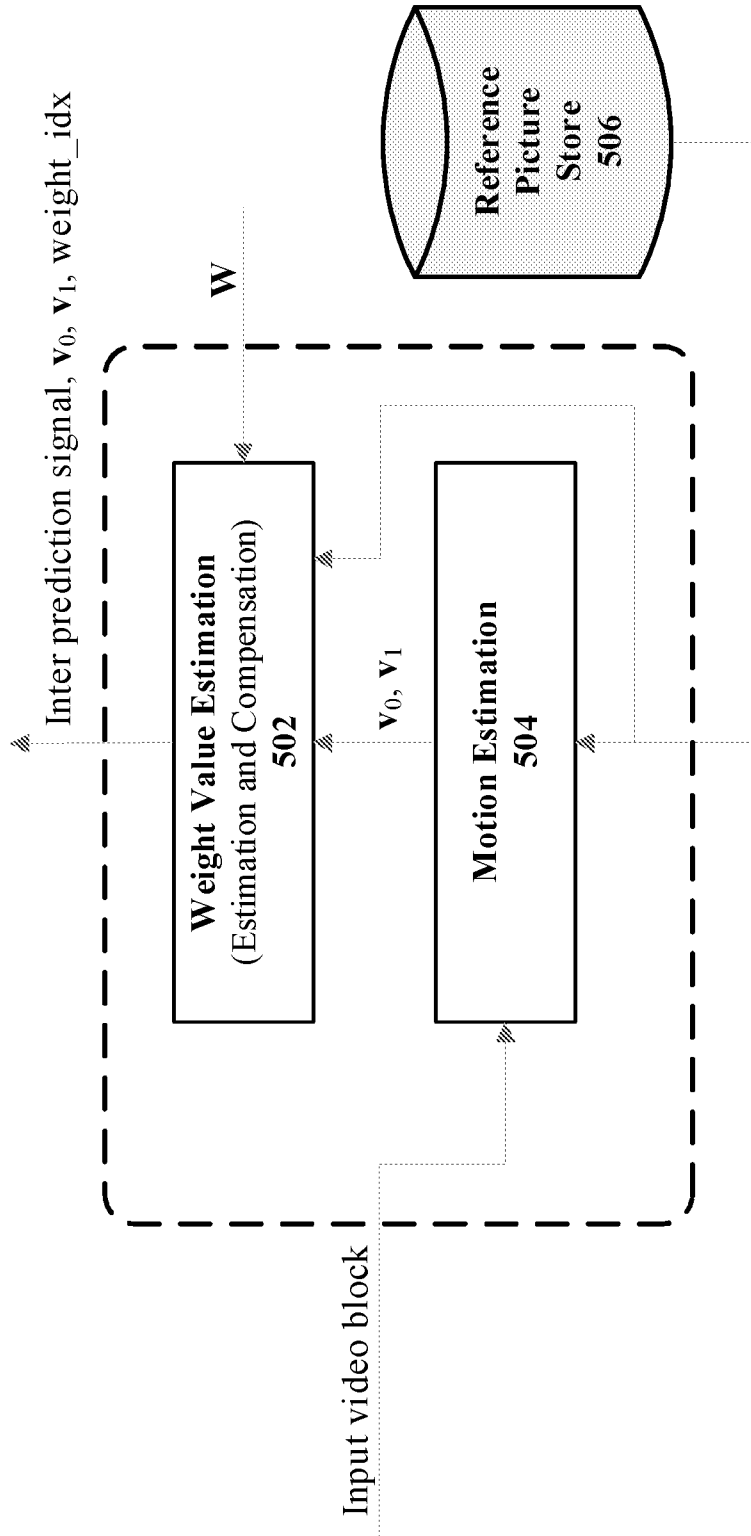 Inter prediction signal, v₀, v₁, weight_idx
W
Weight Value Estimation
(Estimation and Compensation)
502
v₀, v₁
Motion Estimation
504
Input video block
Reference
Picture
Store
506